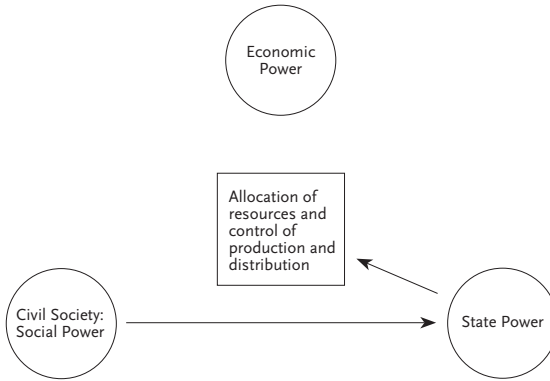 Economic
Power
Allocation of
resources and
control of
production and
distribution
Civil Society:
Social Power
State Power